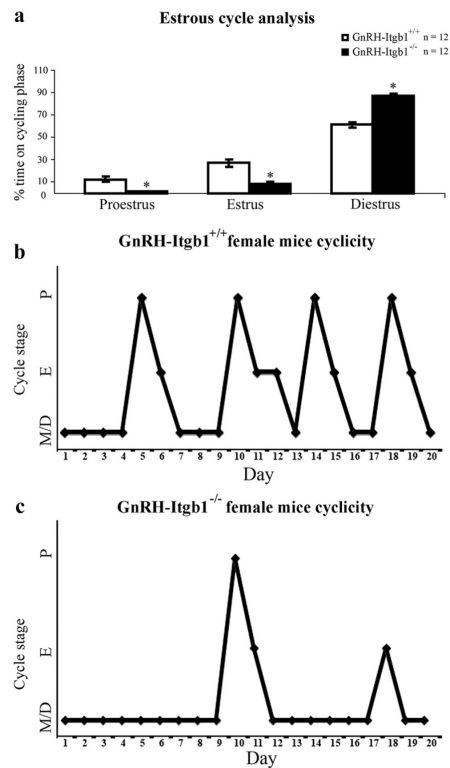 a
Estrous cycle analysis
GnRH-Itgb1+/+ n = 12
GnRH-Itgb1-/- n = 12
% time on cycling phase
110
90
70
50
30
10
0
*
*
*
Proestrus Estrus Diestrus
b
GnRH-Itgb1+/+ female mice cyclicity
Cycle stage
P
E
M/D
1 2 3 4 5 6 7 8 9 10 11 12 13 14 15 16 17 18 19 20
Day
c
GnRH-Itgb1-/- female mice cyclicity
Cycle stage
P
E
M/D
1 2 3 4 5 6 7 8 9 10 11 12 13 14 15 16 17 18 19 20
Day